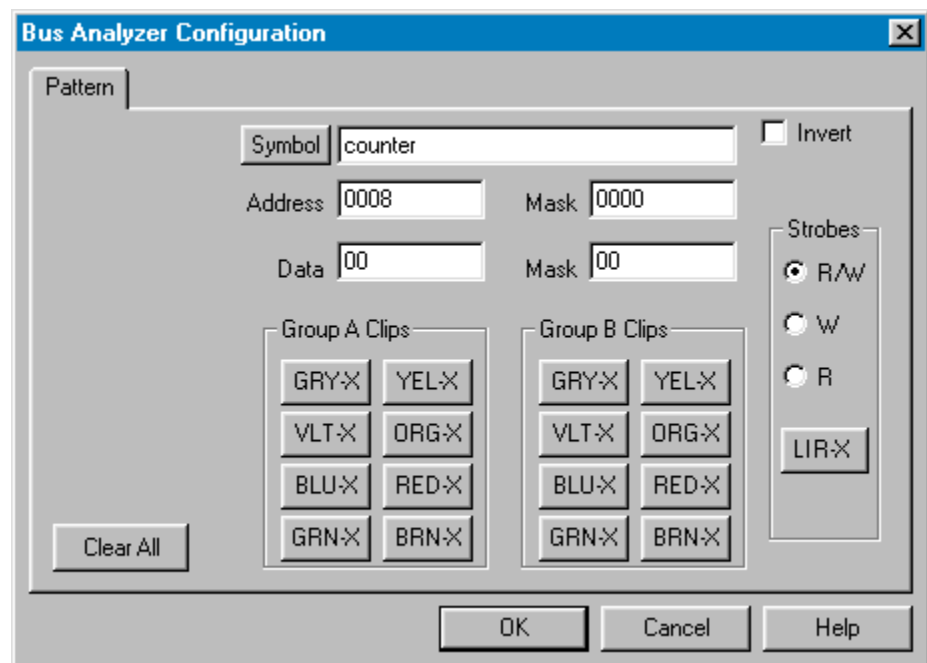 Bus Analyzer Configuration
Pattern
Symbol counter Invert
Address 0008 Mask 0000
Data 00 Mask 00
Strobes
R/W
W
R
LIR-X
Group A Clips
GRY-X YEL-X
VLT-X ORG-X
BLU-X RED-X
GRN-X BRN-X
Group B Clips
GRY-X YEL-X
VLT-X ORG-X
BLU-X RED-X
GRN-X BRN-X
Clear All
OK Cancel Help